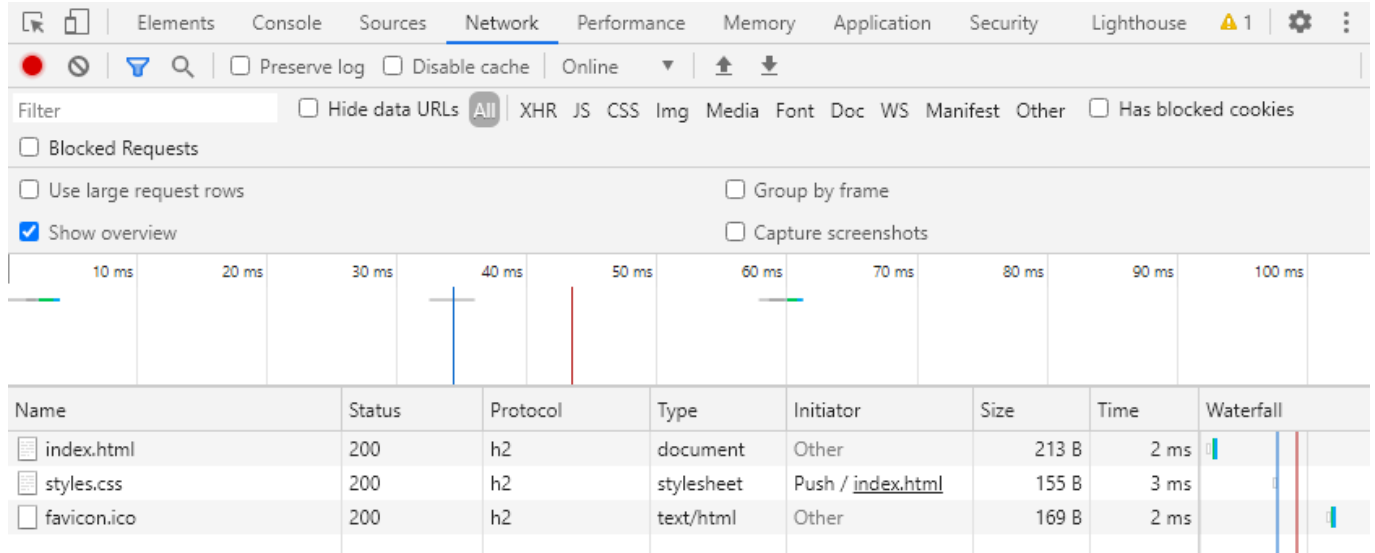 Elements Console Sources Network Performance Memory Application Security Lighthouse 1
Preserve log Disable cache Online
Filter Hide data URLs All XHR JS CSS Img Media Font Doc WS Manifest Other Has blocked cookies
Blocked Requests
Use large request rows Group by frame
Show overview Capture screenshots
10 ms 20 ms 30 ms 40 ms 50 ms 60 ms 70 ms 80 ms 90 ms 100 ms
Name Status Protocol Type Initiator Size Time Waterfall
index.html 200 h2 document Other 213 B 2 ms
styles.css 200 h2 stylesheet Push / index.html 155 B 3 ms
favicon.ico 200 h2 text/html Other 169 B 2 ms